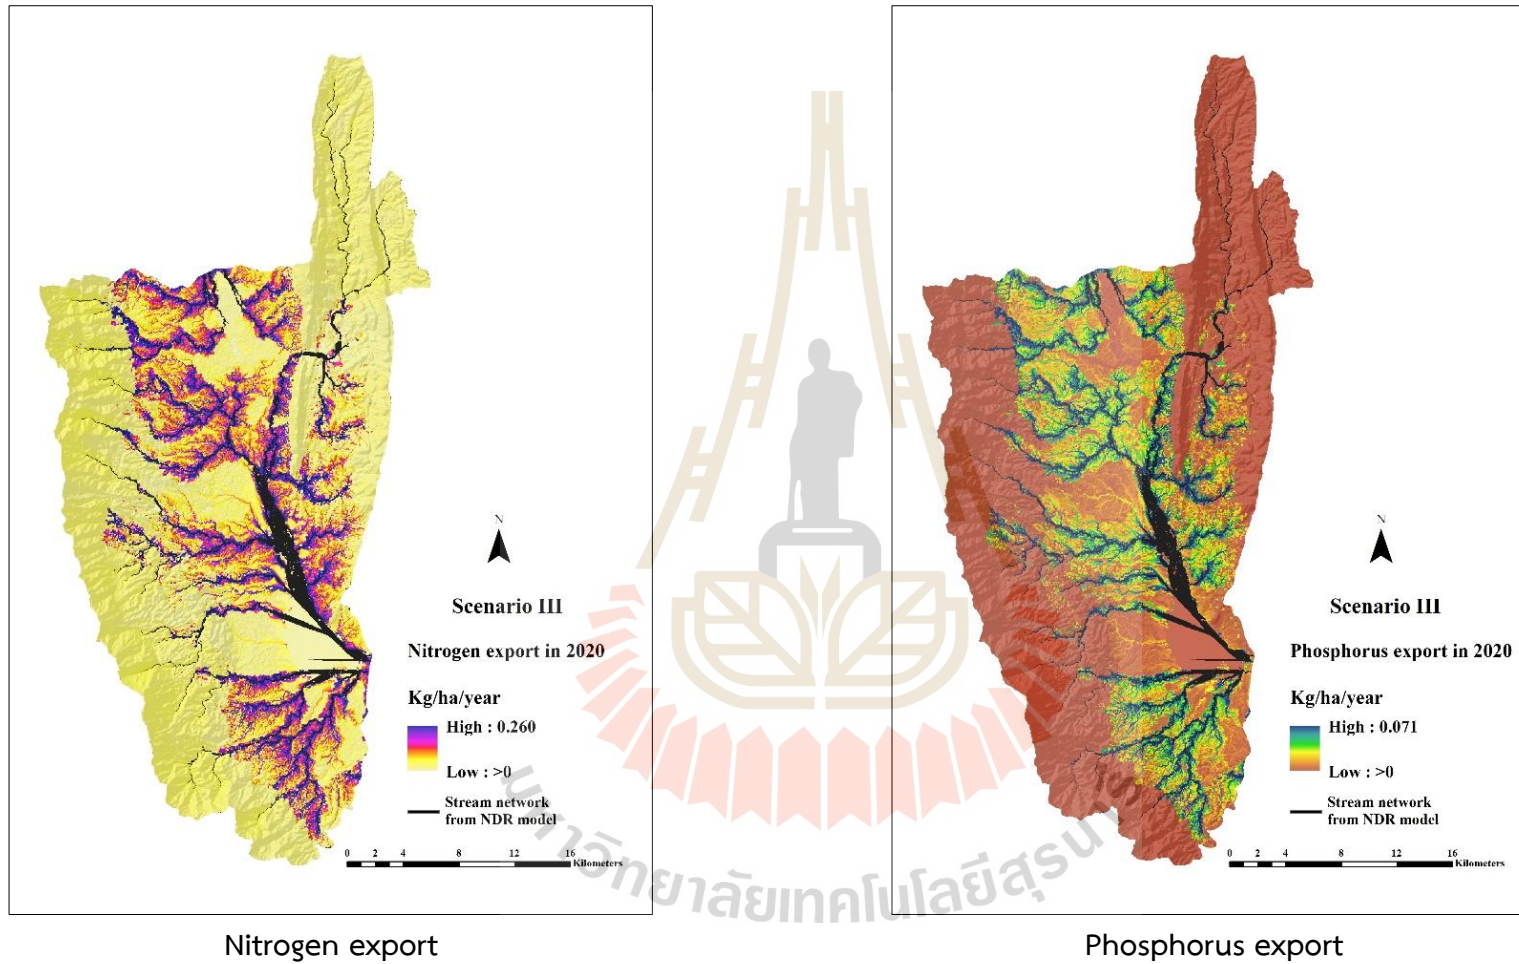 N
Scenario III
Nitrogen export in 2020
Kg/ha/year
High : 0.260
Low : >0
Stream network
from NDR model
0 2 4 8 12 16
Kilometers
Nitrogen export
N
Scenario III
Phosphorus export in 2020
Kg/ha/year
High : 0.071
Low : >0
Stream network
from NDR model
0 2 4 8 12 16
Kilometers
Phosphorus export
มหาวิทยาลัยเทคโนโลยีสุรนารี